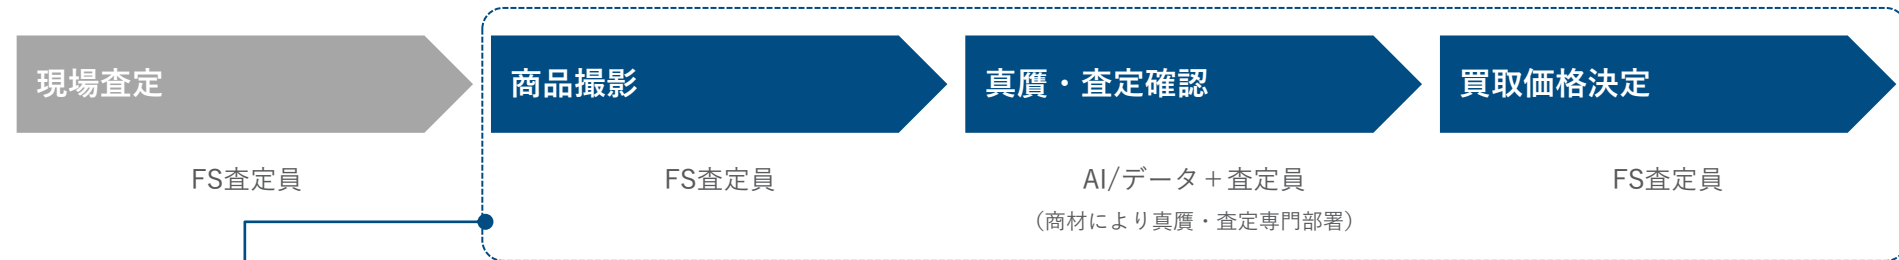 現場査定
商品撮影
真贋・査定確認
買取価格決定
FS査定員
FS査定員
AI/データ＋査定員
（商材により真贋・査定専門部署）
FS査定員